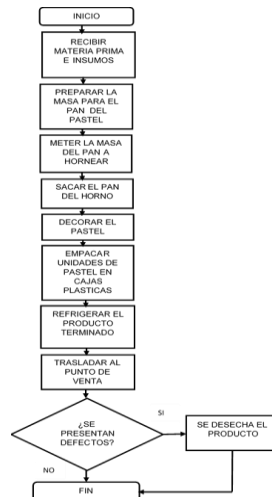 INICIO
RECIBIR
MATERIA PRIMA
E INSUMOS
PREPARAR LA
MASA PARA EL
PAN DEL
PASTEL
METER LA MASA
DEL PAN A
HORNEAR
SACAR EL PAN
DEL HORNO
DECORAR EL
PASTEL
EMPACAR
UNIDADES DE
PASTEL EN
CAJAS
PLASTICAS
REFRIGERAR EL
PRODUCTO
TERMINADO
TRASLADAR AL
PUNTO DE
VENTA
¿SE
PRESENTAN
DEFECTOS?
SI
SE DESECHA EL
PRODUCTO
NO
FIN